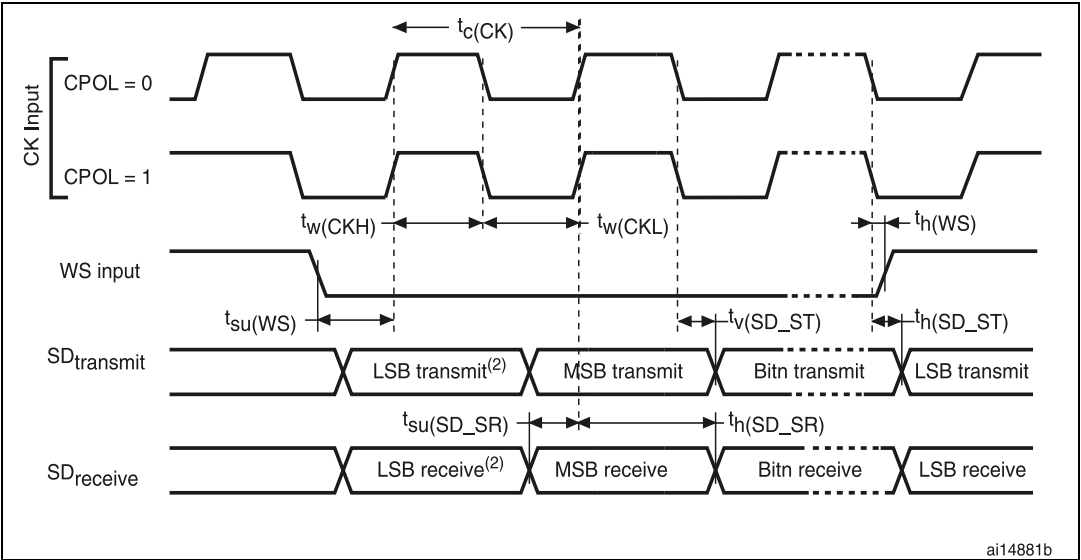 tc(CK)
CK Input
CPOL = 0
CPOL = 1
tw(CKH)
tw(CKL)
th(WS)
WS input
tsu(WS)
tv(SD_ST)
th(SD_ST)
SDtransmit
LSB transmit(2)
MSB transmit
Bitn transmit
LSB transmit
tsu(SD_SR)
th(SD_SR)
SDreceive
LSB receive(2)
MSB receive
Bitn receive
LSB receive
ai14881b